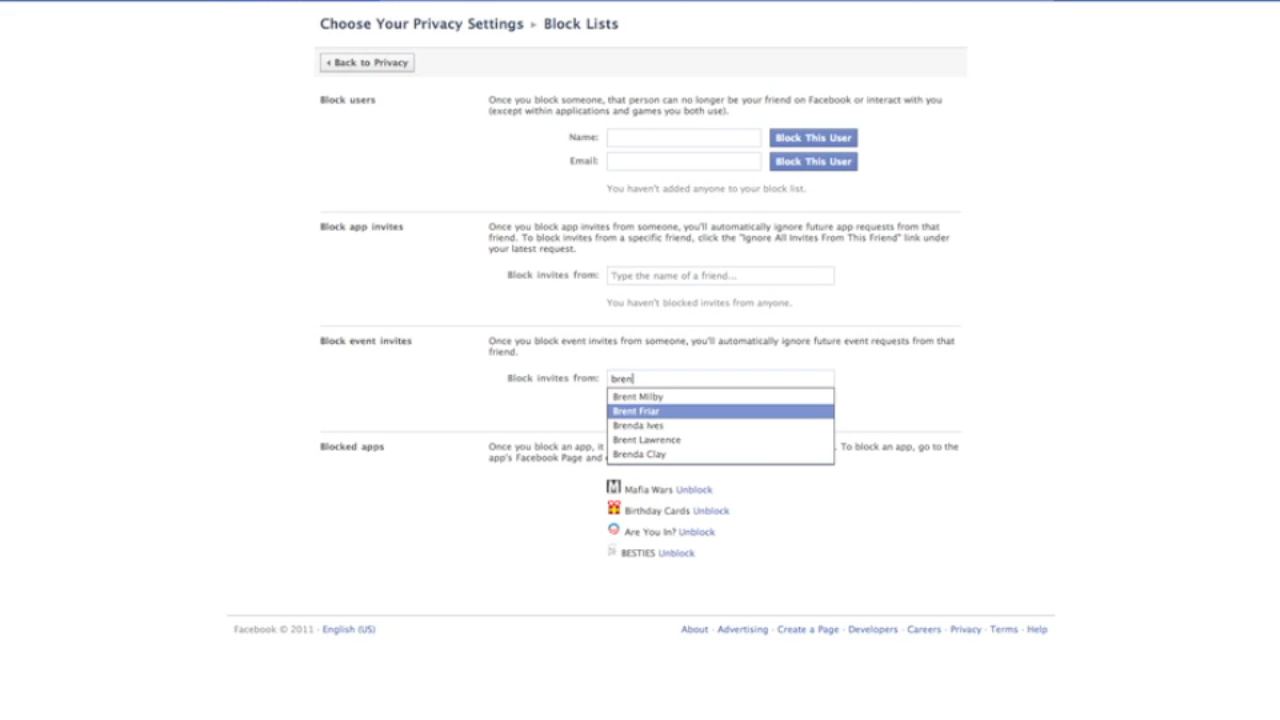 Choose Your Privacy Settings ▸ Block Lists
‹ Back to Privacy
Block users
Once you block someone, that person can no longer be your friend on Facebook or interact with you
(except within applications and games you both use).
Name:
Block This User
Email:
Block This User
You haven't added anyone to your block list.
Block app invites
Once you block app invites from someone, you'll automatically ignore future app requests from that
friend. To block invites from a specific friend, click the "Ignore All Invites From This Friend" link under
your latest request.
Block invites from:
Type the name of a friend...
You haven't blocked invites from anyone.
Block event invites
Once you block event invites from someone, you'll automatically ignore future event requests from that
friend.
Block invites from:
bren
Brent Milby
Brent Friar
Brenda Ives
Brent Lawrence
Brenda Clay
Blocked apps
Once you block an app, it . To block an app, go to the
app's Facebook Page and
Mafia Wars Unblock
Birthday Cards Unblock
Are You In? Unblock
BESTIES Unblock
Facebook © 2011 · English (US)
About · Advertising · Create a Page · Developers · Careers · Privacy · Terms · Help